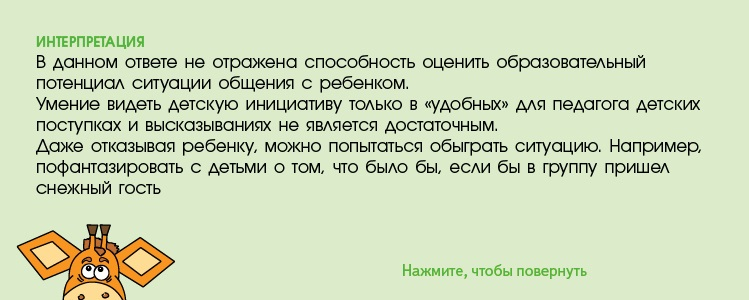 ИНТЕРПРЕТАЦИЯ
В данном ответе не отражена способность оценить образовательный
потенциал ситуации общения с ребенком.
Умение видеть детскую инициативу только в «удобных» для педагога детских
поступках и высказываниях не является достаточным.
Даже отказывая ребенку, можно попытаться обыграть ситуацию. Например,
пофантазировать с детьми о том, что было бы, если бы в группу пришел
снежный гость
Нажмите, чтобы повернуть